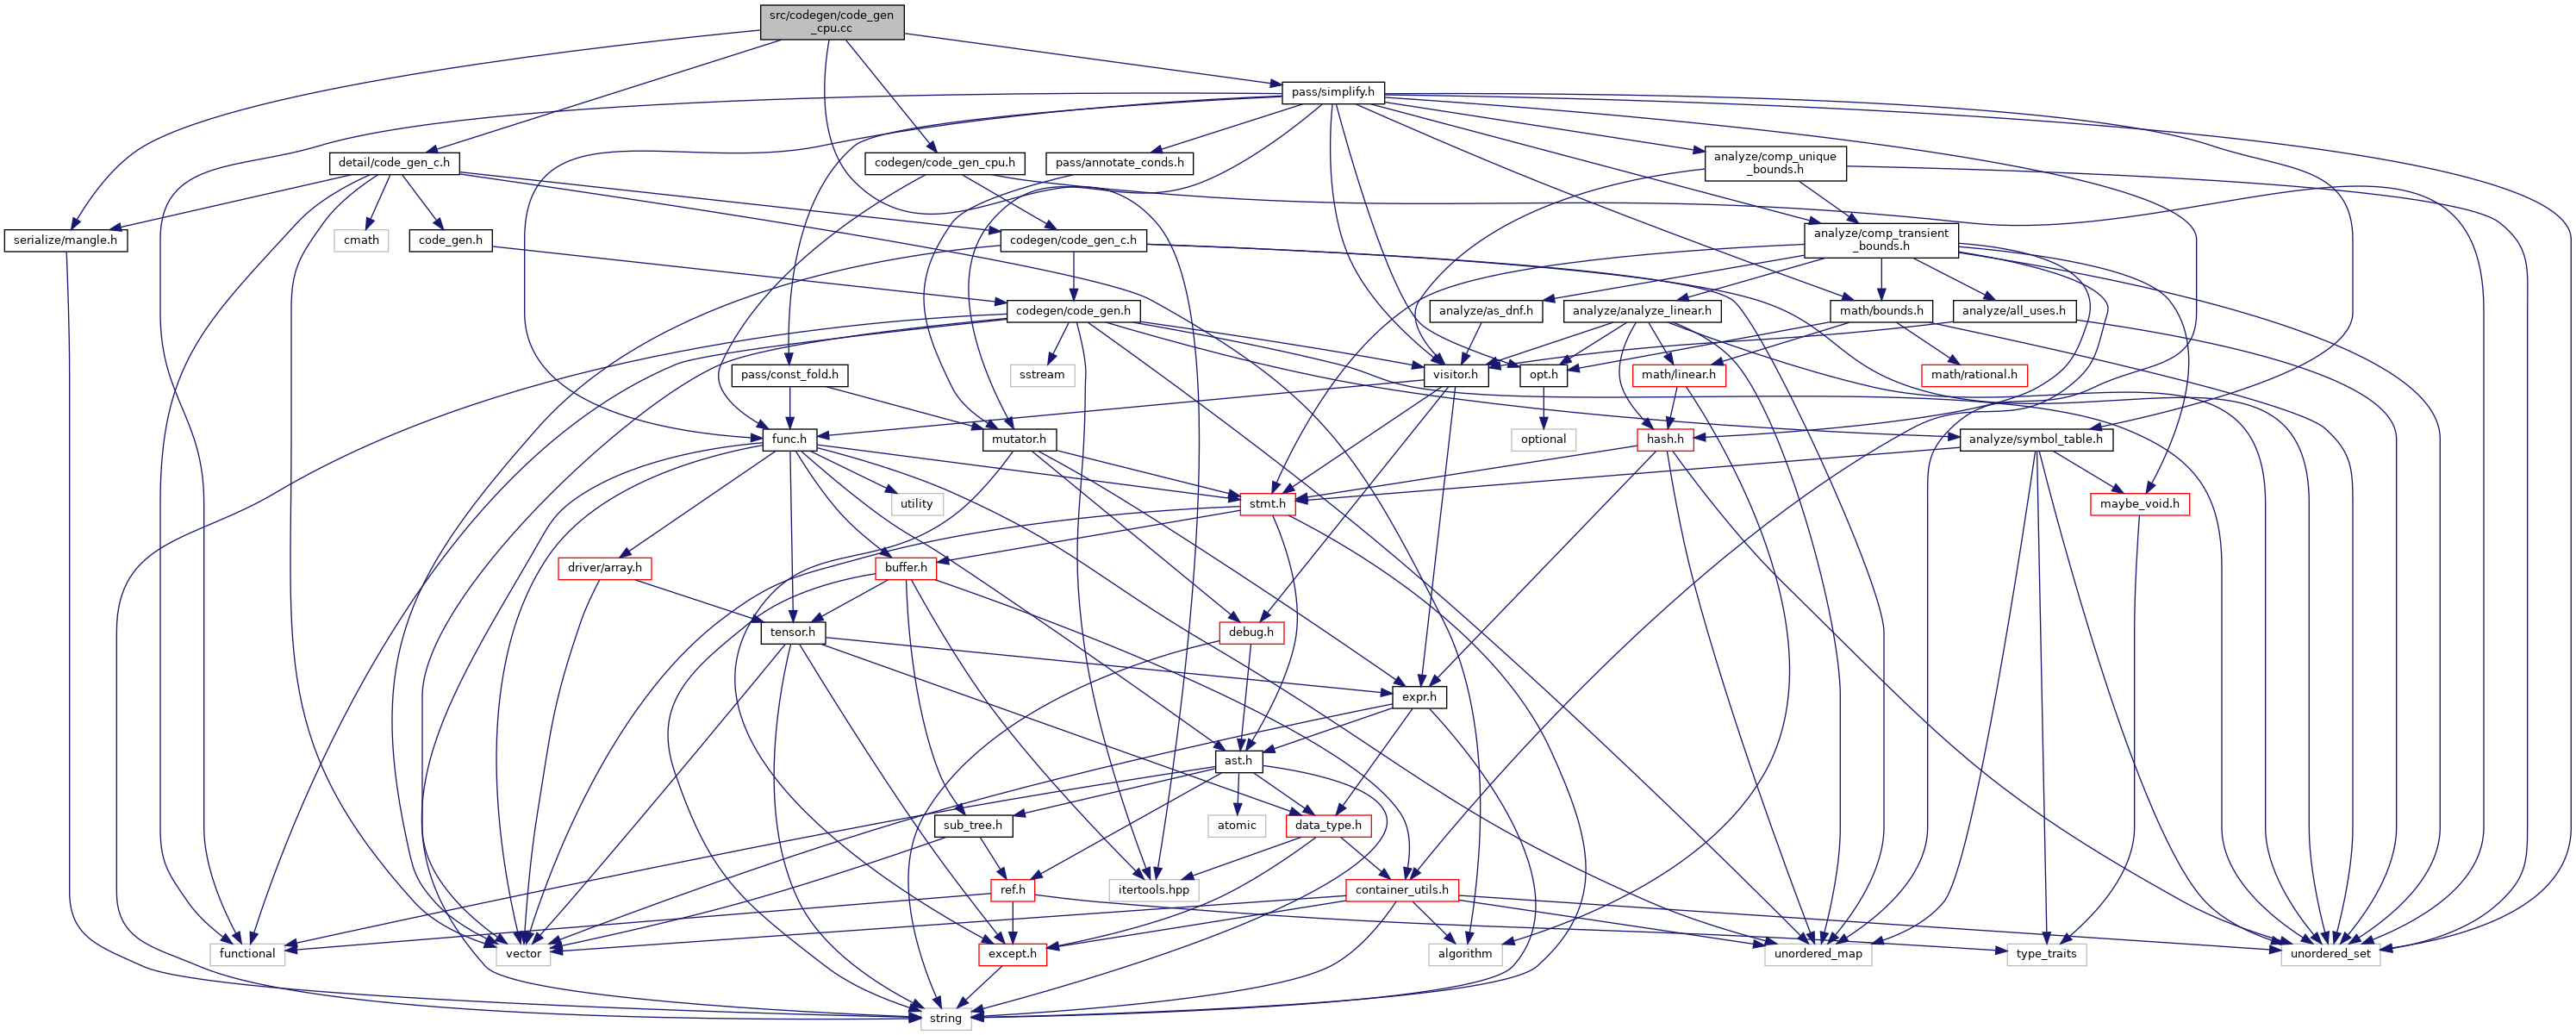 src/codegen/code_gen
_cpu.cc
pass/simplify.h
detail/code_gen_c.h
codegen/code_gen_cpu.h
pass/annotate_conds.h
analyze/comp_unique
_bounds.h
serialize/mangle.h
cmath
code_gen.h
codegen/code_gen_c.h
analyze/comp_transient
_bounds.h
codegen/code_gen.h
analyze/as_dnf.h
analyze/analyze_linear.h
math/bounds.h
analyze/all_uses.h
pass/const_fold.h
sstream
visitor.h
opt.h
math/linear.h
math/rational.h
func.h
mutator.h
optional
hash.h
analyze/symbol_table.h
utility
stmt.h
maybe_void.h
driver/array.h
buffer.h
tensor.h
debug.h
expr.h
ast.h
sub_tree.h
atomic
data_type.h
ref.h
itertools.hpp
container_utils.h
functional
vector
except.h
algorithm
unordered_map
type_traits
unordered_set
string